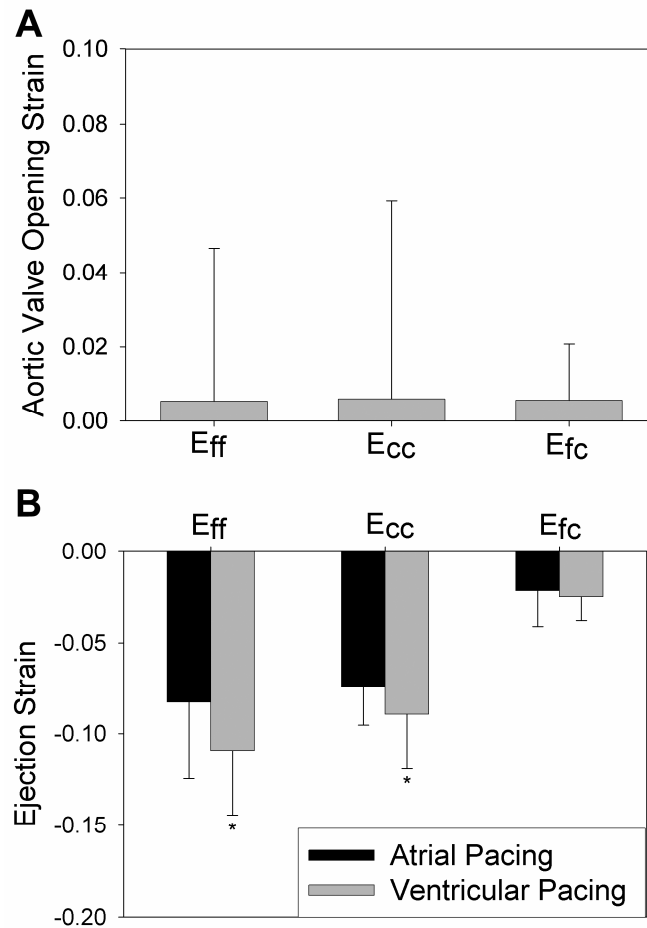 A
Aortic Valve Opening Strain
0.10
0.08
0.06
0.04
0.02
0.00
Eff
Ecc
Efc
B
Eff
Ecc
Efc
Ejection Strain
0.00
-0.05
-0.10
-0.15
-0.20
*
*
Atrial Pacing
Ventricular Pacing